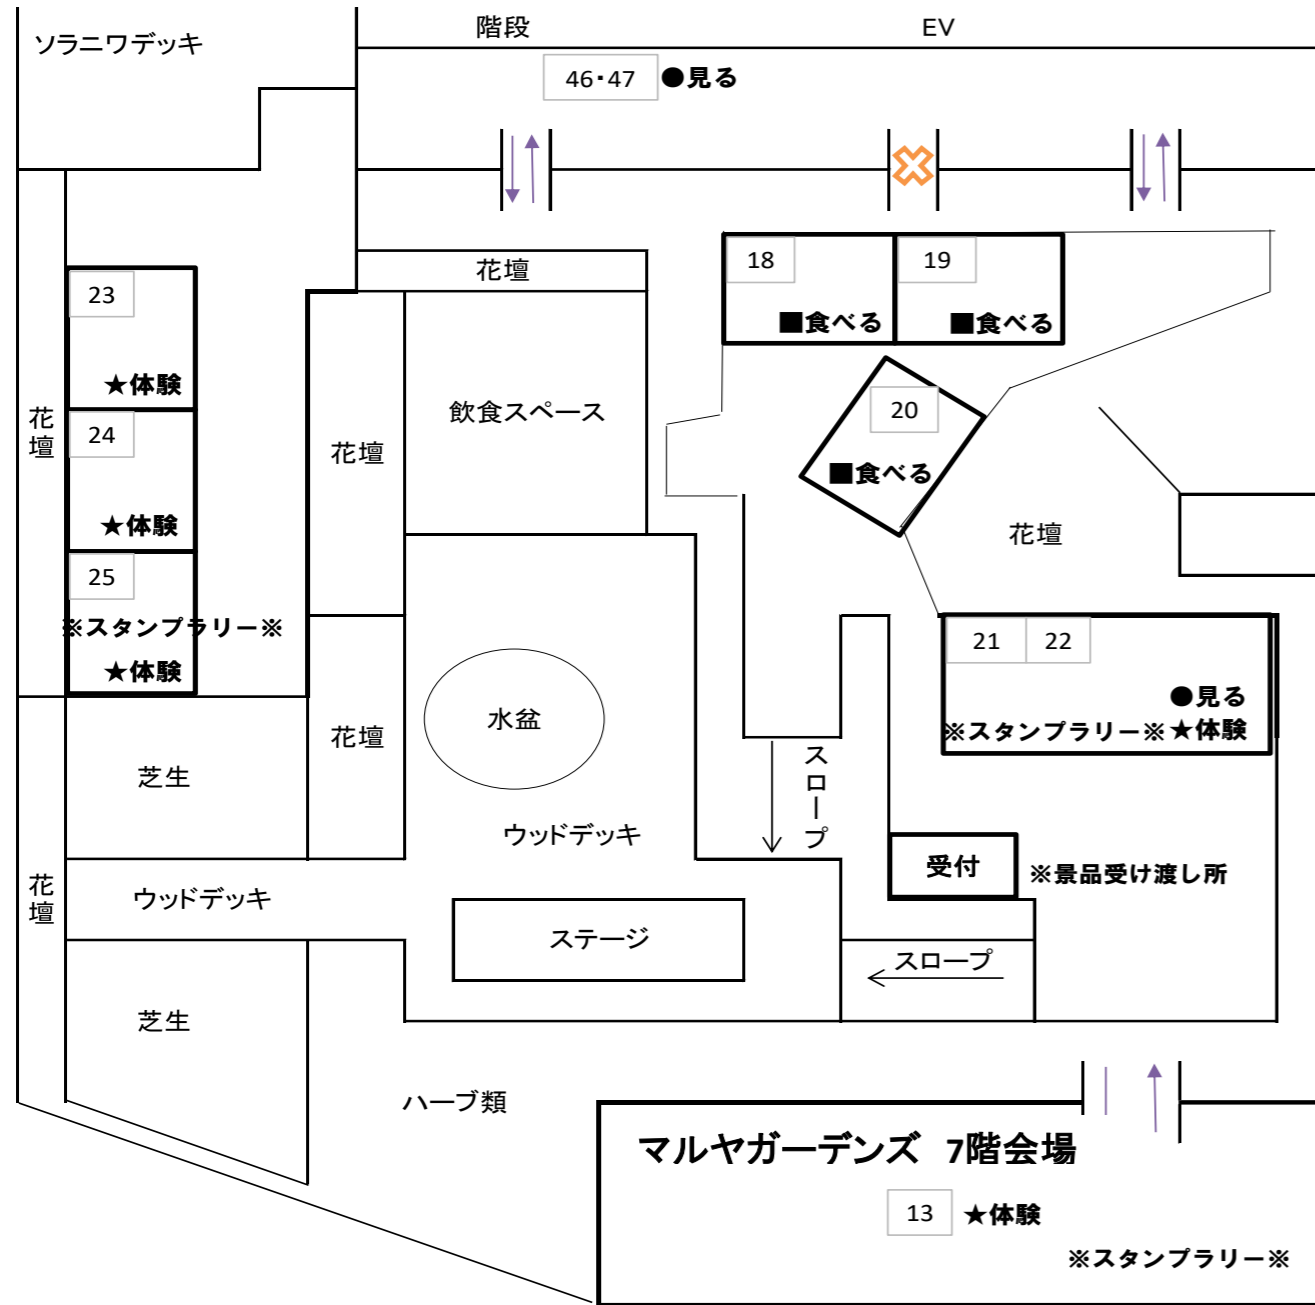 ソラニワデッキ
階段
EV
46・47 ●見る
花壇
18
19
■食べる
■食べる
23
★体験
20
■食べる
飲食スペース
花壇
花壇
24
★体験
花壇
25
※スタンプラリー※
★体験
21 22
●見る
※スタンプラリー※★体験
水盆
花壇
芝生
スロープ
ウッドデッキ
受付
※景品受け渡し所
花壇
ウッドデッキ
ステージ
スロープ
芝生
ハーブ類
マルヤガーデンズ 7階会場
13 ★体験
※スタンプラリー※